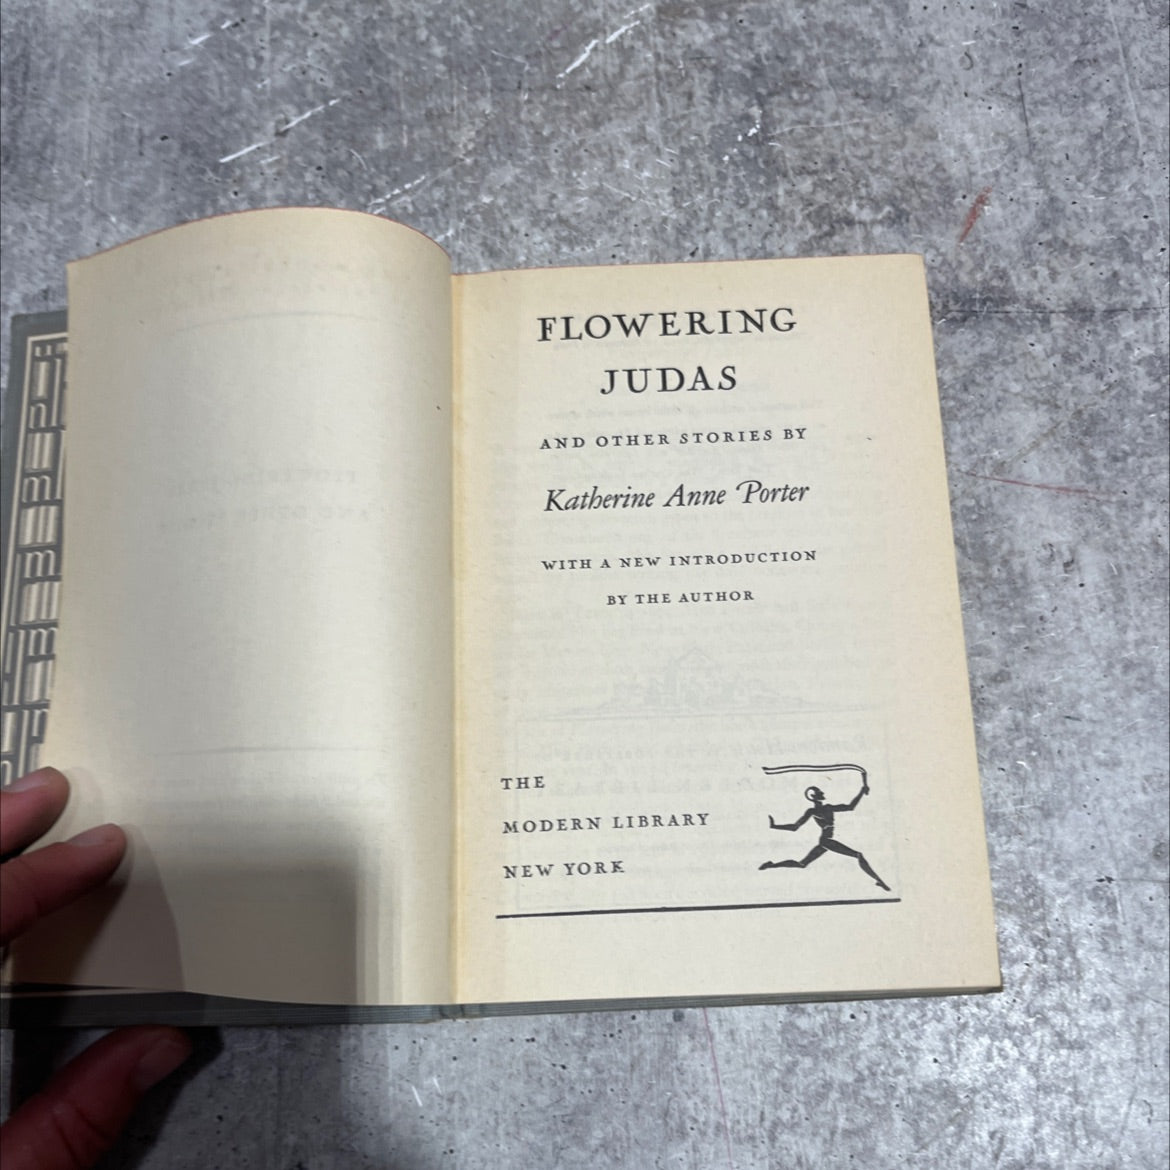 FLOWERING
JUDAS
AND OTHER STORIES BY
Katherine Anne Porter
WITH A NEW INTRODUCTION
BY THE AUTHOR
THE
MODERN LIBRARY
NEW YORK